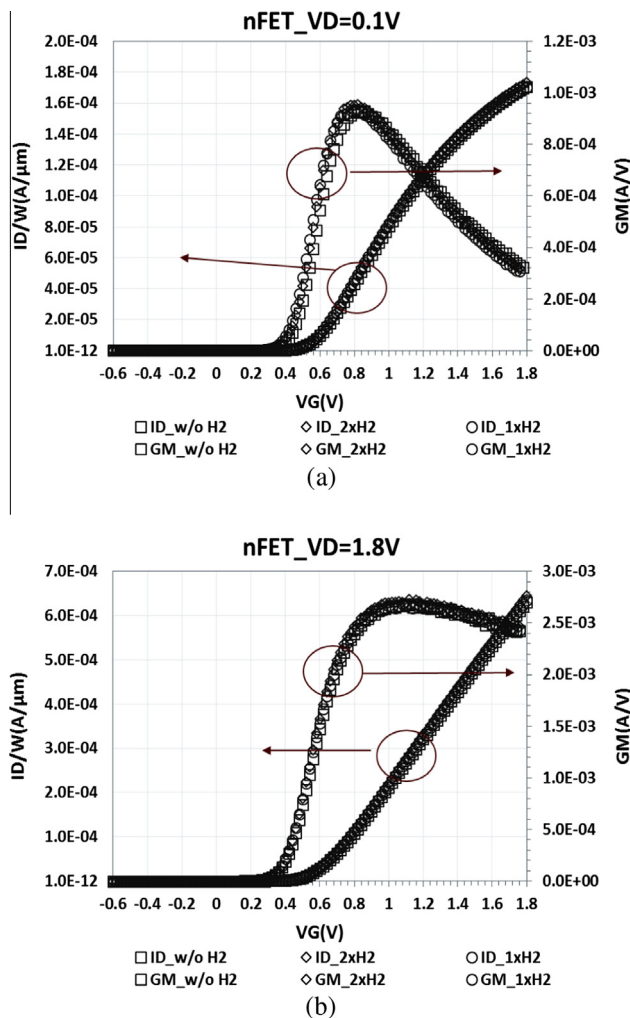 nFET_VD=0.1V
2.0E-04
1.8E-04
1.6E-04
1.4E-04
1.2E-04
1.0E-04
8.0E-05
6.0E-05
4.0E-05
2.0E-05
1.0E-12
ID/W(A/μm)
1.2E-03
1.0E-03
8.0E-04
6.0E-04
4.0E-04
2.0E-04
0.0E+00
GM(A/V)
-0.6 -0.4 -0.2 0 0.2 0.4 0.6 0.8 1 1.2 1.4 1.6 1.8
VG(V)
ID_w/o H2 ID_2xH2 ID_1xH2
GM_w/o H2 GM_2xH2 GM_1xH2
(a)
nFET_VD=1.8V
7.0E-04
6.0E-04
5.0E-04
4.0E-04
3.0E-04
2.0E-04
1.0E-04
1.0E-12
ID/W(A/μm)
3.0E-03
2.5E-03
2.0E-03
1.5E-03
1.0E-03
5.0E-04
0.0E+00
GM(A/V)
-0.6 -0.4 -0.2 0 0.2 0.4 0.6 0.8 1 1.2 1.4 1.6 1.8
VG(V)
ID_w/o H2 ID_2xH2 ID_1xH2
GM_w/o H2 GM_2xH2 GM_1xH2
(b)